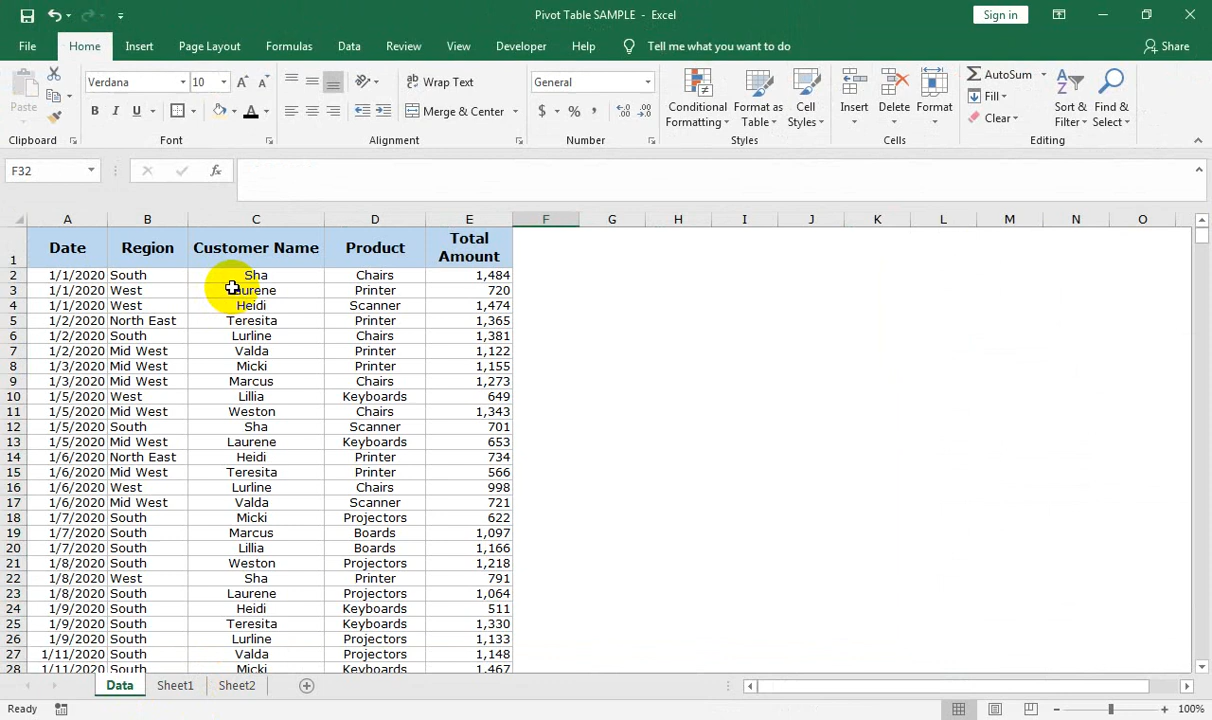 Pivot Table SAMPLE - Excel
Sign in
File Home Insert Page Layout Formulas Data Review View Developer Help Tell me what you want to do Share
Paste
Verdana 10
B I U A A A
Wrap Text
Merge & Center
General
$ % ,
Conditional Formatting
Format as Table
Cell Styles
Insert Delete Format
AutoSum
Fill
Clear
Sort & Filter
Find & Select
Clipboard Font Alignment Number Styles Cells Editing
F32 fx
A B C D E F G H I J K L M N O
1 Date Region Customer Name Product Total Amount
2 1/1/2020 South Sha Chairs 1,484
3 1/1/2020 West Laurene Printer 720
4 1/1/2020 West Heidi Scanner 1,474
5 1/2/2020 North East Teresita Printer 1,365
6 1/2/2020 South Lurline Chairs 1,381
7 1/2/2020 Mid West Valda Printer 1,122
8 1/3/2020 Mid West Micki Printer 1,155
9 1/3/2020 Mid West Marcus Chairs 1,273
10 1/5/2020 West Lillia Keyboards 649
11 1/5/2020 Mid West Weston Chairs 1,343
12 1/5/2020 South Sha Scanner 701
13 1/5/2020 Mid West Laurene Keyboards 653
14 1/6/2020 North East Heidi Printer 734
15 1/6/2020 Mid West Teresita Printer 566
16 1/6/2020 West Lurline Chairs 998
17 1/6/2020 Mid West Valda Scanner 721
18 1/7/2020 South Micki Projectors 622
19 1/7/2020 South Marcus Boards 1,097
20 1/7/2020 South Lillia Boards 1,166
21 1/8/2020 South Weston Projectors 1,218
22 1/8/2020 West Sha Printer 791
23 1/8/2020 South Laurene Projectors 1,064
24 1/9/2020 South Heidi Keyboards 511
25 1/9/2020 South Teresita Keyboards 1,330
26 1/9/2020 South Lurline Projectors 1,133
27 1/11/2020 South Valda Projectors 1,148
28 1/11/2020 South Micki Keyboards 1,467
Data Sheet1 Sheet2
Ready 100%